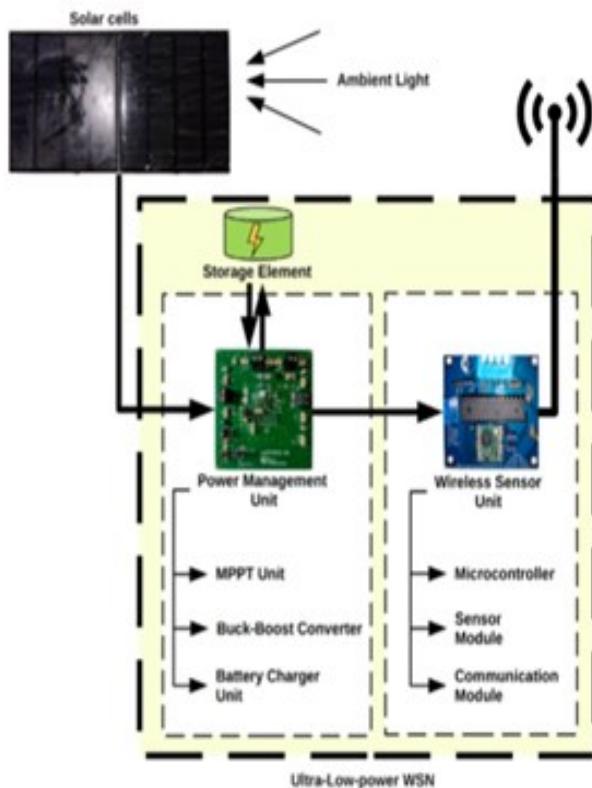 Solar cells
Ambient Light
Storage Element
Power Management
Unit
MPPT Unit
Buck-Boost Converter
Battery Charger
Unit
Wireless Sensor
Unit
Microcontroller
Sensor
Module
Communication
Module
Ultra-Low-power WSN